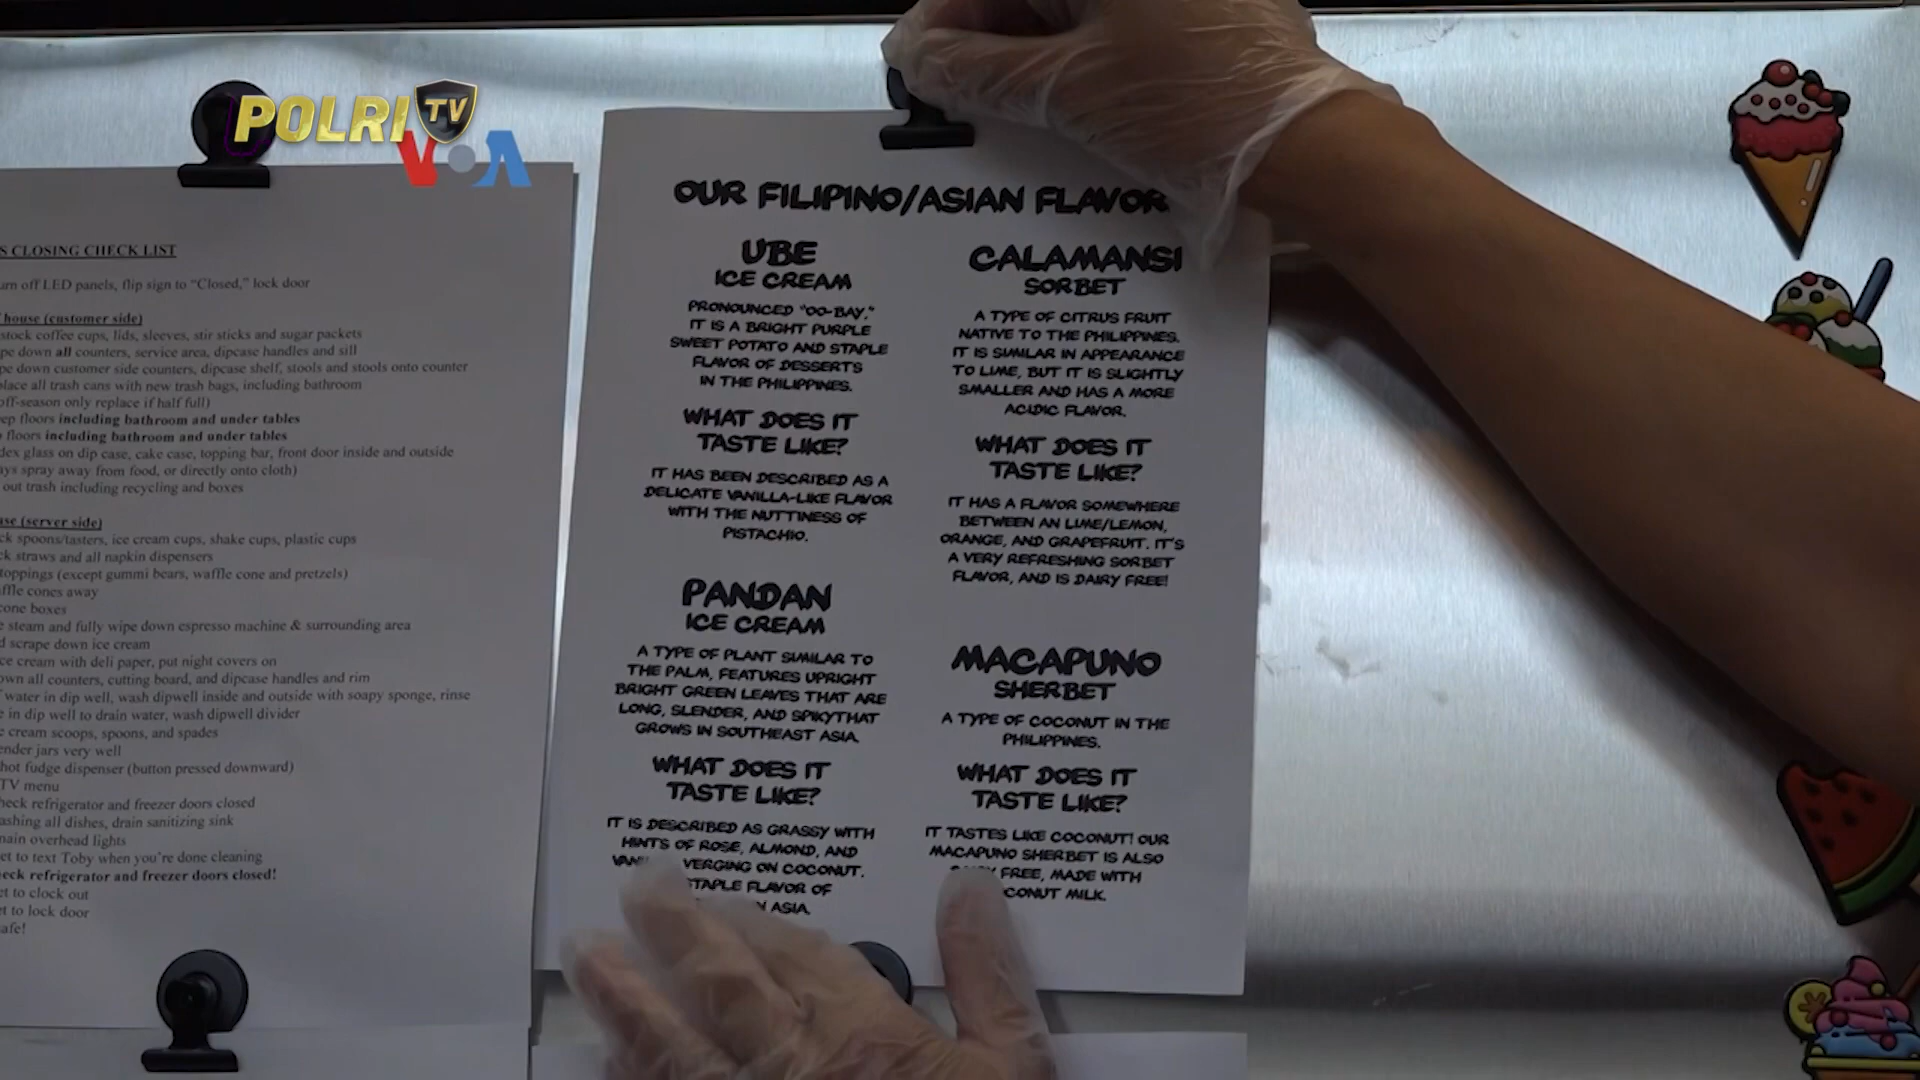 POLRI TV
VOA
S CLOSING CHECK LIST
urn off LED panels, flip sign to “Closed,” lock door
house (customer side)
stock coffee cups, lids, sleeves, stir sticks and sugar packets
pe down all counters, service area, dipcase handles and sill
pe down customer side counters, dipcase shelf, stools and stools onto counter
place all trash cans with new trash bags, including bathroom
off-season only replace if half full)
ep floors including bathroom and under tables
floors including bathroom and under tables
dex glass on dip case, cake case, topping bar, front door inside and outside
ays spray away from food, or directly onto cloth)
out trash including recycling and boxes
use (server side)
ck spoons/tasters, ice cream cups, shake cups, plastic cups
ck straws and all napkin dispensers
toppings (except gummi bears, waffle cone and pretzels)
affle cones away
cone boxes
e steam and fully wipe down espresso machine & surrounding area
d scrape down ice cream
ce cream with deli paper, put night covers on
own all counters, cutting board, and dipcase handles and rim
water in dip well, wash dipwell inside and outside with soapy sponge, rinse
e in dip well to drain water, wash dipwell divider
e cream scoops, spoons, and spades
ender jars very well
hot fudge dispenser (button pressed downward)
TV menu
heck refrigerator and freezer doors closed
ashing all dishes, drain sanitizing sink
main overhead lights
et to text Toby when you’re done cleaning
eck refrigerator and freezer doors closed!
et to clock out
et to lock door
afe!
OUR FILIPINO/ASIAN FLAVOR
UBE
ICE CREAM
PRONOUNCED “OO-BAY,”
IT IS A BRIGHT PURPLE
SWEET POTATO AND STAPLE
FLAVOR OF DESSERTS
IN THE PHILIPPINES.
WHAT DOES IT
TASTE LIKE?
IT HAS BEEN DESCRIBED AS A
DELICATE VANILLA-LIKE FLAVOR
WITH THE NUTTINESS OF
PISTACHIO.
PANDAN
ICE CREAM
A TYPE OF PLANT SIMILAR TO
THE PALM, FEATURES UPRIGHT
BRIGHT GREEN LEAVES THAT ARE
LONG, SLENDER, AND SPIKYTHAT
GROWS IN SOUTHEAST ASIA.
WHAT DOES IT
TASTE LIKE?
IT IS DESCRIBED AS GRASSY WITH
HINTS OF ROSE, ALMOND, AND
VERGING ON COCONUT.
STAPLE FLAVOR OF
ASIA.
CALAMANSI
SORBET
A TYPE OF CITRUS FRUIT
NATIVE TO THE PHILIPPINES.
IT IS SIMILAR IN APPEARANCE
TO LIME, BUT IT IS SLIGHTLY
SMALLER AND HAS A MORE
ACIDIC FLAVOR.
WHAT DOES IT
TASTE LIKE?
IT HAS A FLAVOR SOMEWHERE
BETWEEN AN LIME/LEMON,
ORANGE, AND GRAPEFRUIT. IT’S
A VERY REFRESHING SORBET
FLAVOR, AND IS DAIRY FREE!
MACAPUNO
SHERBET
A TYPE OF COCONUT IN THE
PHILIPPINES.
WHAT DOES IT
TASTE LIKE?
IT TASTES LIKE COCONUT! OUR
MACAPUNO SHERBET IS ALSO
FREE, MADE WITH
CONUT MILK.